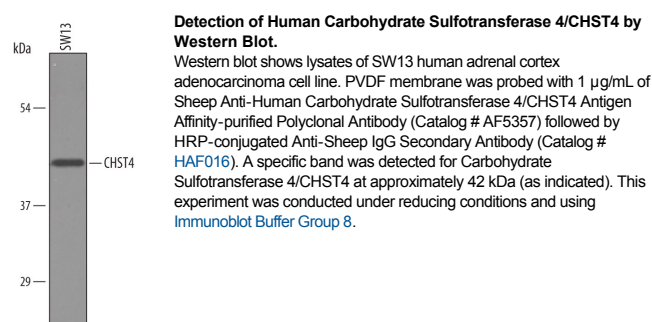 kDa
SW13
54
CHST4
37
29
Detection of Human Carbohydrate Sulfotransferase 4/CHST4 by
Western Blot.
Western blot shows lysates of SW13 human adrenal cortex
adenocarcinoma cell line. PVDF membrane was probed with 1 µg/mL of
Sheep Anti-Human Carbohydrate Sulfotransferase 4/CHST4 Antigen
Affinity-purified Polyclonal Antibody (Catalog # AF5357) followed by
HRP-conjugated Anti-Sheep IgG Secondary Antibody (Catalog #
HAF016). A specific band was detected for Carbohydrate
Sulfotransferase 4/CHST4 at approximately 42 kDa (as indicated). This
experiment was conducted under reducing conditions and using
Immunoblot Buffer Group 8.